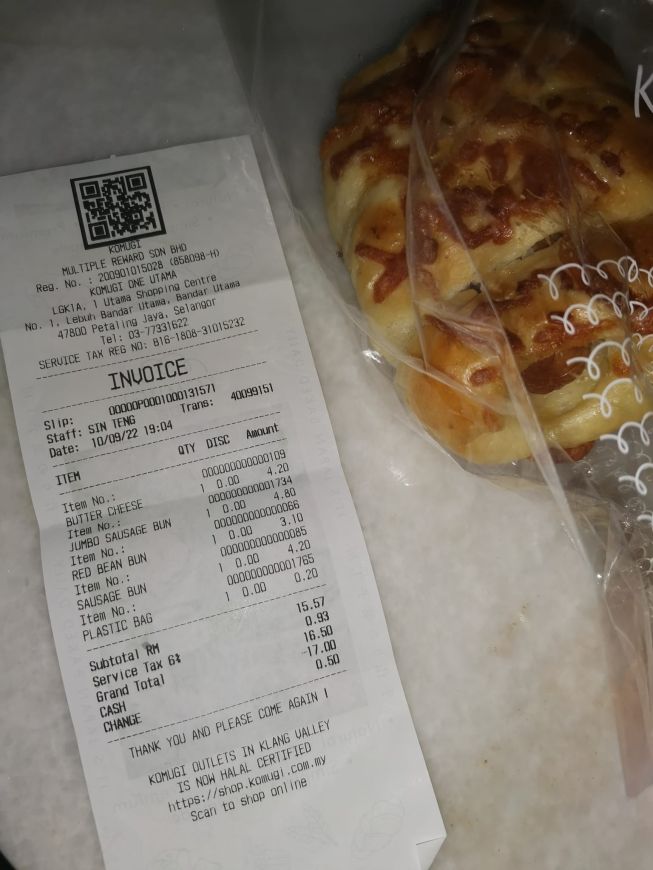 KOMUGI
MULTIPLE REWARD SDN BHD
Reg. No. : 200901015028 (858098-H)
KOMUGI ONE UTAMA
LGK1A, 1 Utama Shopping Centre
No. 1, Lebuh Bandar Utama, Bandar Utama
47800 Petaling Jaya, Selangor
Tel: 03-77331622
SERVICE TAX REG NO: B16-1808-31015232
INVOICE
Slip: 00000P0001000131571
Staff: SIN TENG Trans: 40099151
Date: 10/09/22 19:04
ITEM QTY DISC Amount
Item No.: 000000000000109
BUTTER CHEESE 1 0.00 4.20
Item No.: 000000000001734
JUMBO SAUSAGE BUN 1 0.00 4.80
Item No.: 000000000000066
RED BEAN BUN 1 0.00 3.10
Item No.: 000000000000085
SAUSAGE BUN 1 0.00 4.20
Item No.: 000000000001765
PLASTIC BAG 1 0.00 0.20
Subtotal RM 15.57
Service Tax 6% 0.93
Grand Total 16.50
CASH -17.00
CHANGE 0.50
THANK YOU AND PLEASE COME AGAIN !
KOMUGI OUTLETS IN KLANG VALLEY
IS NOW HALAL CERTIFIED
https://shop.komugi.com.my
Scan to shop online
K